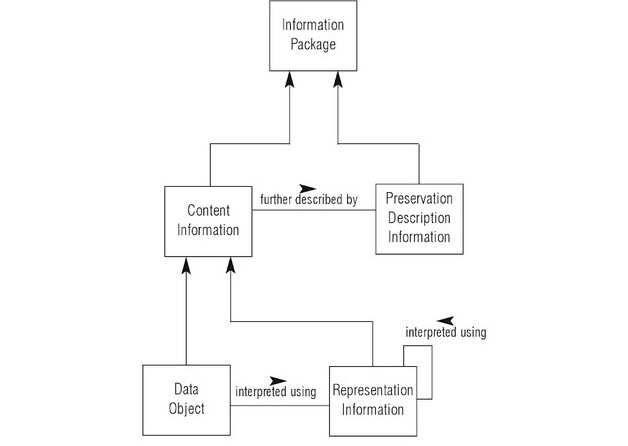 Information
Package
further described by
Content
Information
Preservation
Description
Information
interpreted using
Data
Object
interpreted using
Representation
Information